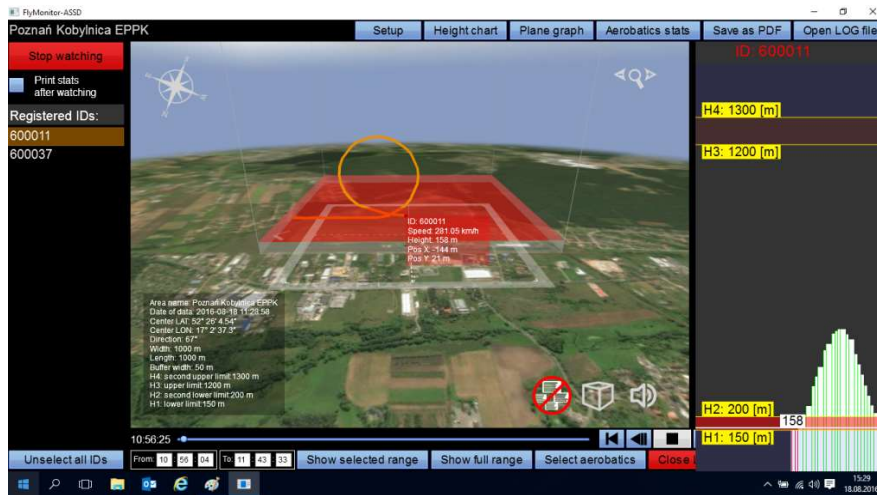 FlyMonitor-ASSD
Poznań Kobylnica EPPK
Setup
Height chart
Plane graph
Aerobatics stats
Save as PDF
Open LOG file
Stop watching
Print stats
after watching
Registered IDs:
600011
600037
ID: 600011
H4: 1300 [m]
H3: 1200 [m]
ID: 600011
Speed: 281.05 km/h
Height: 158 m
Pos X: -144 m
Pos Y: 21 m
Area name: Poznań Kobylnica EPPK
Date of data: 2016-08-18 11:28:58
Center LAT: 52° 26' 4.54"
Center LON: 17° 2' 37.3"
Direction: 67°
Width: 1000 m
Length: 1000 m
Buffer width: 50 m
H4: second upper limit:1300 m
H3: upper limit:1200 m
H2: second lower limit:200 m
H1: lower limit:150 m
H2: 200 [m]
158
H1: 150 [m]
10:56:25
Unselect all IDs
From: 10 : 56 : 04
To: 11 : 43 : 33
Show selected range
Show full range
Select aerobatics
Close
15:29
18.08.2016